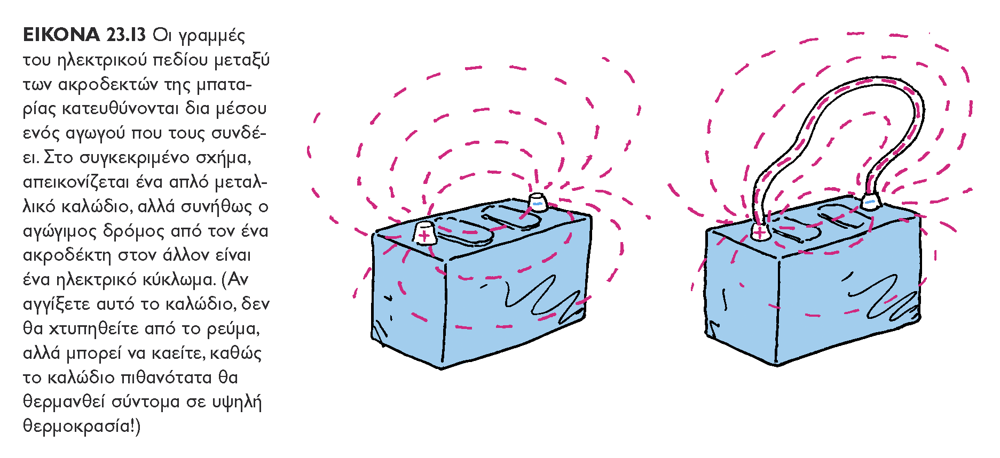 ΕΙΚΟΝΑ 23.13 Οι γραμμές
του ηλεκτρικού πεδίου μεταξύ
των ακροδεκτών της μπατα-
ρίας κατευθύνονται δια μέσου
ενός αγωγού που τους συνδέ-
ει. Στο συγκεκριμένο σχήμα,
απεικονίζεται ένα απλό μεταλ-
λικό καλώδιο, αλλά συνήθως ο
αγώγιμος δρόμος από τον ένα
ακροδέκτη στον άλλον είναι
ένα ηλεκτρικό κύκλωμα. (Αν
αγγίξετε αυτό το καλώδιο, δεν
θα χτυπηθείτε από το ρεύμα,
αλλά μπορεί να καείτε, καθώς
το καλώδιο πιθανότατα θα
θερμανθεί σύντομα σε υψηλή
θερμοκρασία!)
+ −
+ −